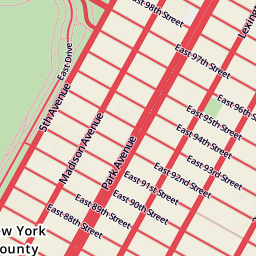 East 98th Street
Lexing
East 97th Street
East Drive
5th Avenue
East 96th Street
East 95th Street
East 94th Street
Madison Avenue
Park Avenue
East 93rd Street
East 92nd Street
East 91st Street
East 90th Street
East 89th Street
East 88th Street
ew York
County